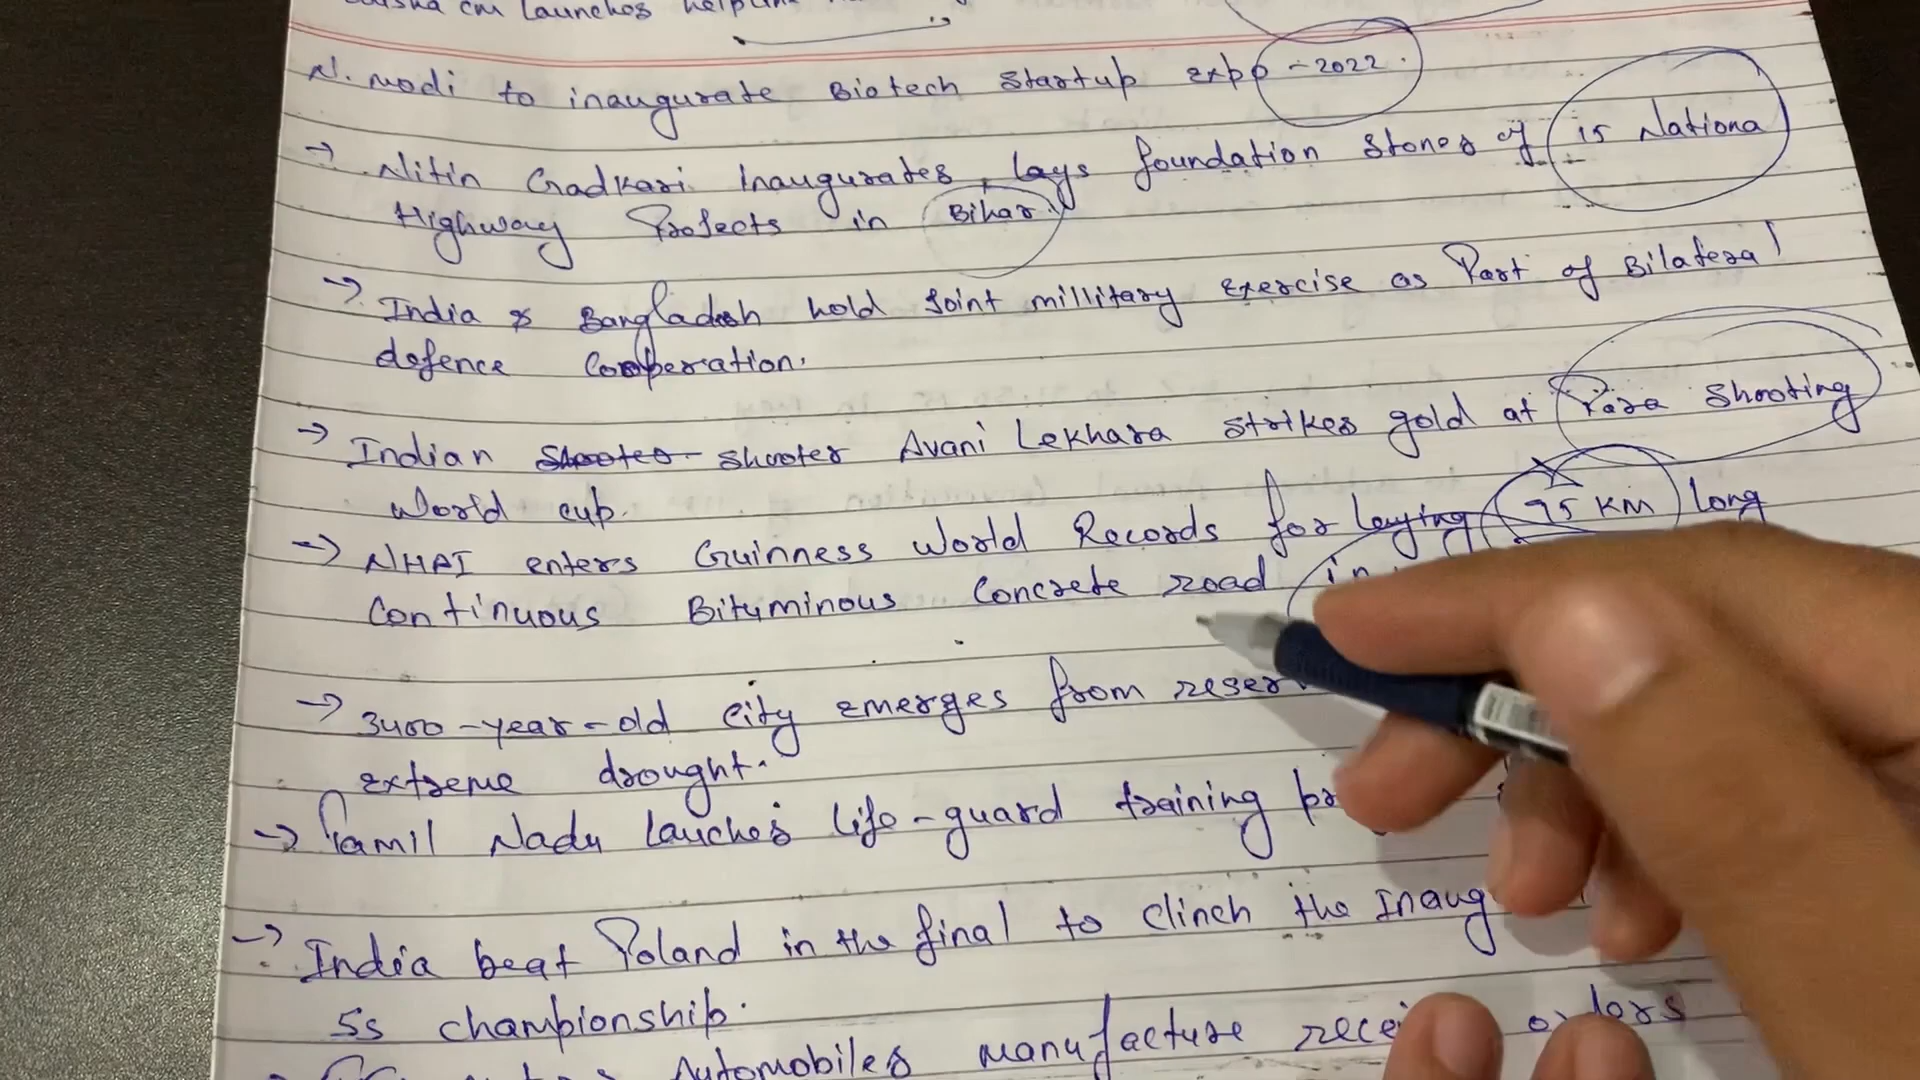 CM Launches
N. modi to inaugurate Biotech Startup Expo - 2022.
→ Nitin Gadkari inaugurates, lays foundation stones of 15 Nationa
Highway Projects in Bihar.
→ India & Bangladesh hold Joint millitary exercise as Part of Bilateral
defence Cooperation.
→ Indian Shooter Avani Lekhara strikes gold at Para Shooting
World cup.
→ NHAI enters Guinness World Records for laying 75 KM long
Continuous Bituminous Concrete road in
→ 3400-year-old city emerges from
extreme drought.
→ Tamil Nadu Lauches life-guard training
→ India beat Poland in the final to clinch the
5s championship.
Automobiles manufacture